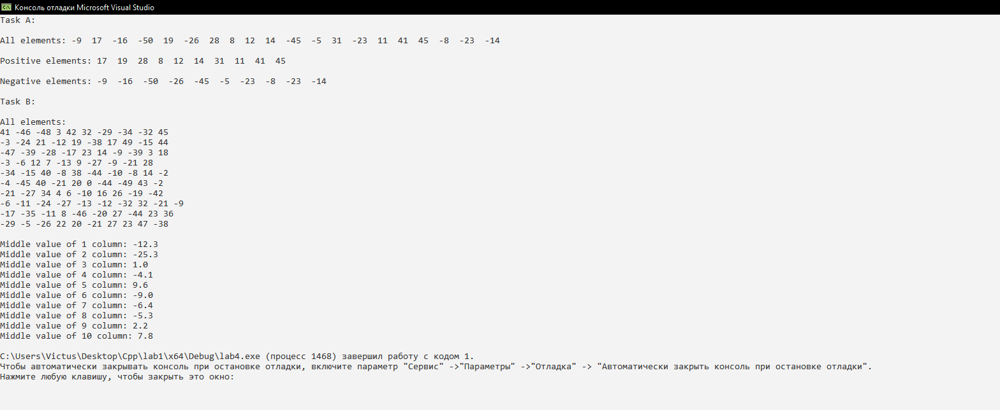 Консоль отладки Microsoft Visual Studio
Task A:
All elements: -9  17  -16  -50  19  -26  28  8  12  14  -45  -5  31  -23  11  41  45  -8  -23  -14
Positive elements: 17  19  28  8  12  14  31  11  41  45
Negative elements: -9  -16  -50  -26  -45  -5  -23  -8  -23  -14
Task B:
All elements:
41 -46 -48 3 42 32 -29 -34 -32 45
-3 -24 21 -12 19 -38 17 49 -15 44
-47 -39 -28 -17 23 14 -9 -39 3 18
-3 -6 12 7 -13 9 -27 -9 -21 28
-34 -15 40 -8 38 -44 -10 -8 14 -2
-4 -45 40 -21 20 0 -44 -49 43 -2
-21 -27 34 4 6 -10 16 26 -19 -42
-6 -11 -24 -27 -13 -12 -32 32 -21 -9
-17 -35 -11 8 -46 -20 27 -44 23 36
-29 -5 -26 22 20 -21 27 23 47 -38
Middle value of 1 column: -12.3
Middle value of 2 column: -25.3
Middle value of 3 column: 1.0
Middle value of 4 column: -4.1
Middle value of 5 column: 9.6
Middle value of 6 column: -9.0
Middle value of 7 column: -6.4
Middle value of 8 column: -5.3
Middle value of 9 column: 2.2
Middle value of 10 column: 7.8
C:\Users\Victus\Desktop\Cpp\lab1\x64\Debug\lab4.exe (процесс 1468) завершил работу с кодом 1.
Чтобы автоматически закрывать консоль при остановке отладки, включите параметр "Сервис" ->"Параметры" ->"Отладка" -> "Автоматически закрыть консоль при остановке отладки".
Нажмите любую клавишу, чтобы закрыть это окно: